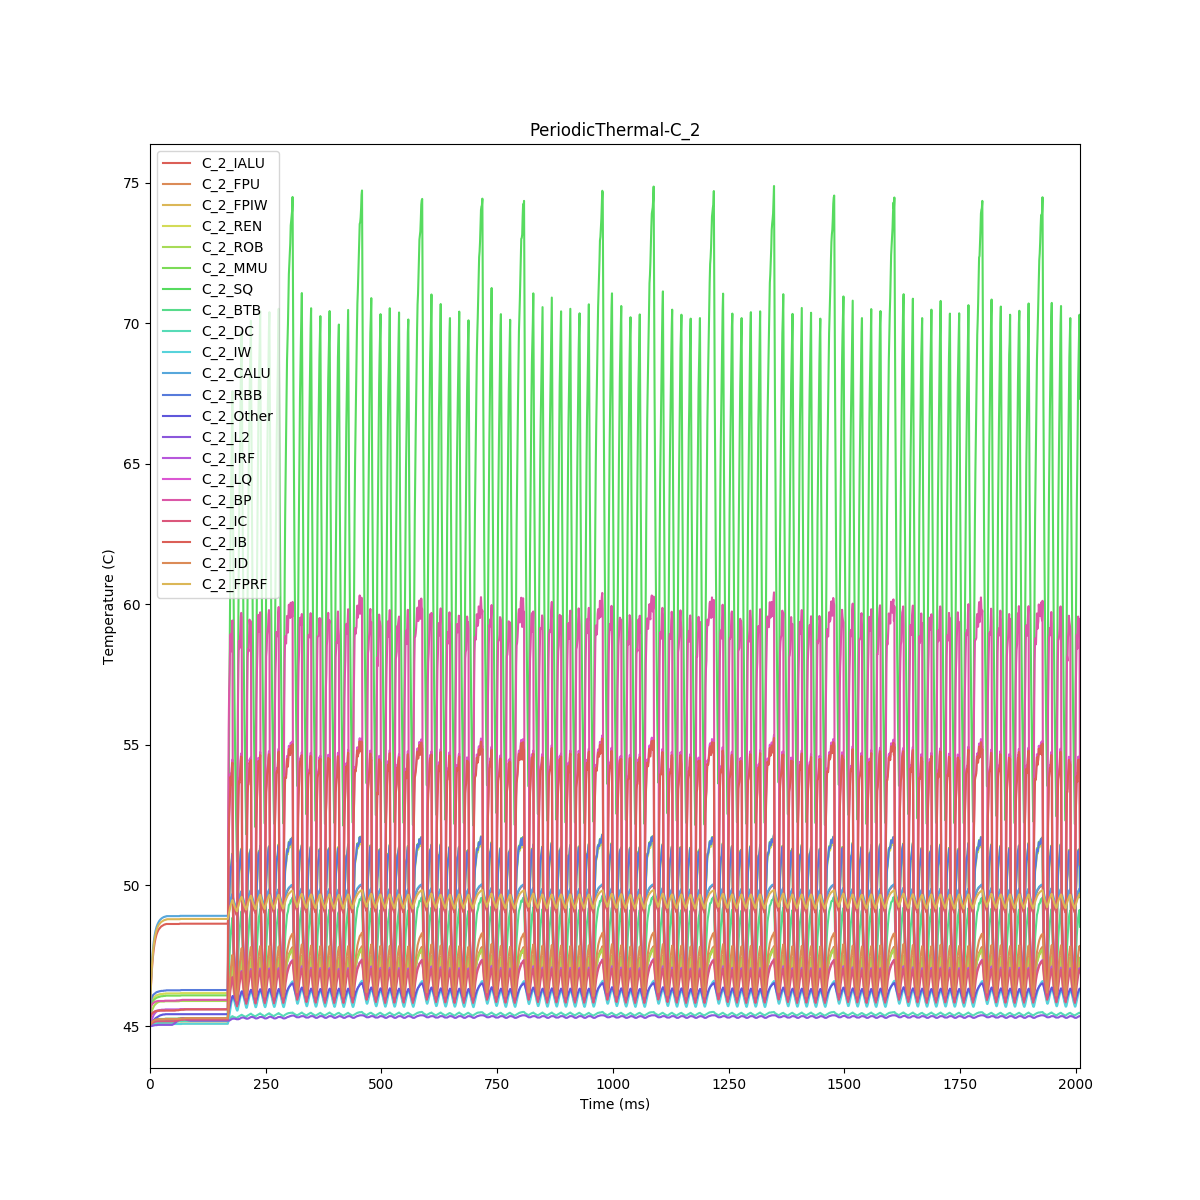 PeriodicThermal-C_2
C_2_IALU
C_2_FPU
C_2_FPIW
C_2_REN
C_2_ROB
C_2_MMU
C_2_SQ
C_2_BTB
C_2_DC
C_2_IW
C_2_CALU
C_2_RBB
C_2_Other
C_2_L2
C_2_IRF
C_2_LQ
C_2_BP
C_2_IC
C_2_IB
C_2_ID
C_2_FPRF
75
70
65
60
55
50
45
Temperature (C)
0 250 500 750 1000 1250 1500 1750 2000
Time (ms)